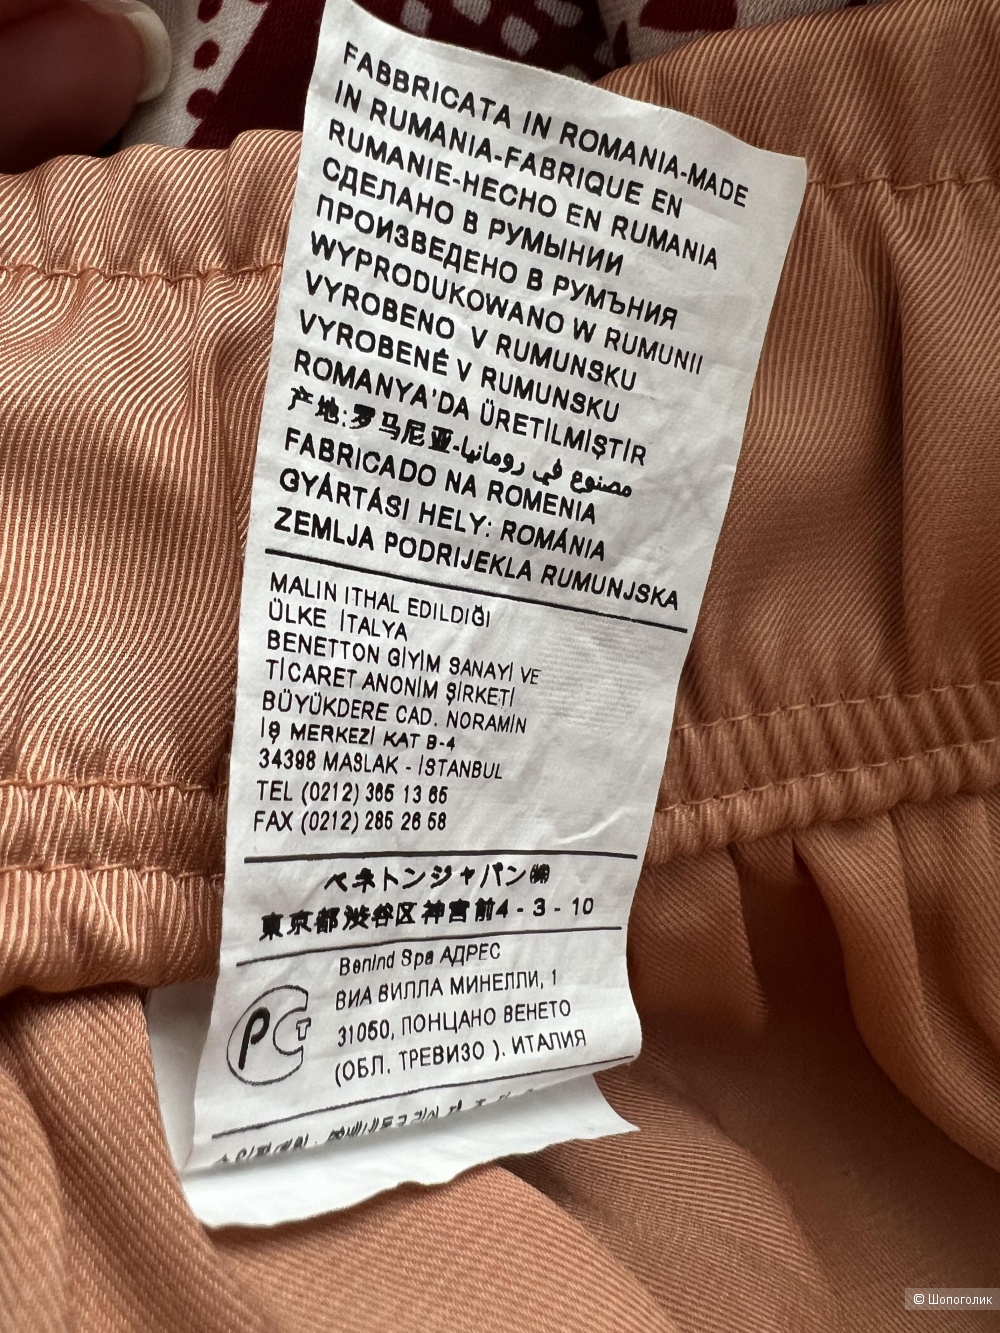 FABBRICATA IN ROMANIA-MADE
IN RUMANIA-FABRIQUE EN
RUMANIE-HECHO EN RUMANIA
СДЕЛАНО В РУМЫНИИ
ПРОИЗВЕДЕНО В РУМЪНИЯ
WYPRODUKOWANO W RUMUNII
VYROBENO V RUMUNSKU
VYROBENÉ V RUMUNSKU
ROMANYA'DA ÜRETİLMİŞTİR
产地:罗马尼亚-مصنوع في رومانيا
FABRICADO NA ROMENIA
GYÁRTÁSI HELY: ROMÁNIA
ZEMLJA PODRIJEKLA RUMUNJSKA
MALIN ITHAL EDILDIĞI
ÜLKE İTALYA
BENETTON GİYİM SANAYİ VE
TİCARET ANONİM ŞİRKETİ
BÜYÜKDERE CAD. NORAMİN
İŞ MERKEZİ KAT B-4
34398 MASLAK - İSTANBUL
TEL (0212) 365 13 65
FAX (0212) 285 26 58
ベネトンジャパン㈱
東京都渋谷区神宮前4 - 3 - 10
Benind Spa АДРЕС
ВИА ВИЛЛА МИНЕЛЛИ, 1
31050, ПОНЦАНО ВЕНЕТО
(ОБЛ. ТРЕВИЗО ). ИТАЛИЯ
РСТ
© Шопоголик